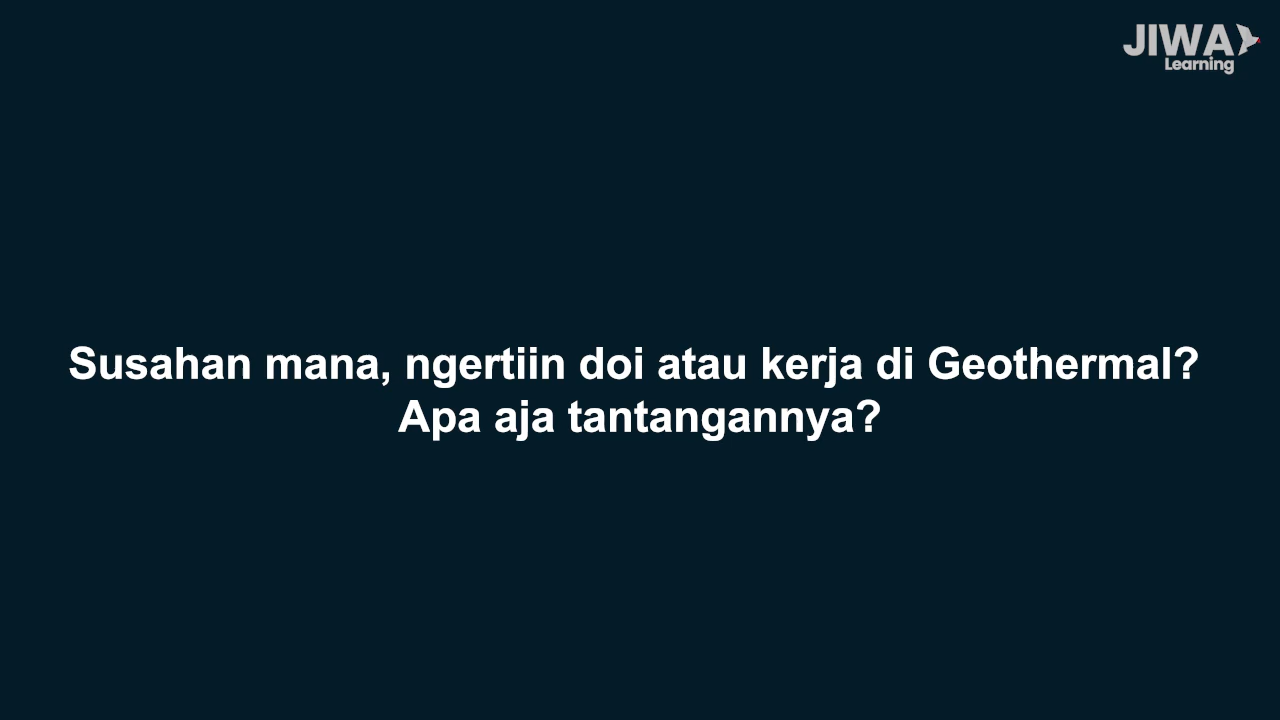 JIWA
Learning
Susahan mana, ngertiin doi atau kerja di Geothermal?
Apa aja tantangannya?